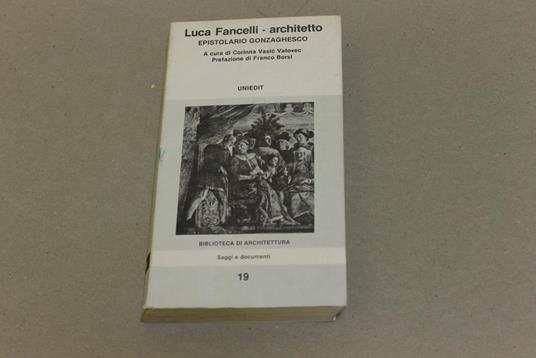 Luca Fancelli - architetto
EPISTOLARIO GONZAGHESCO
A cura di Corinna Vasić Vatovec
Prefazione di Franco Borsi
UNIEDIT
BIBLIOTECA DI ARCHITETTURA
Saggi e documenti
19